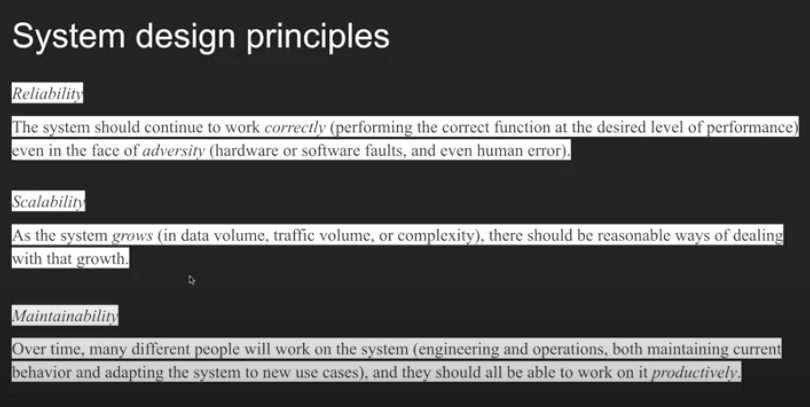 System design principles
Reliability
The system should continue to work correctly (performing the correct function at the desired level of performance)
even in the face of adversity (hardware or software faults, and even human error).
Scalability
As the system grows (in data volume, traffic volume, or complexity), there should be reasonable ways of dealing
with that growth.
Maintainability
Over time, many different people will work on the system (engineering and operations, both maintaining current
behavior and adapting the system to new use cases), and they should all be able to work on it productively.